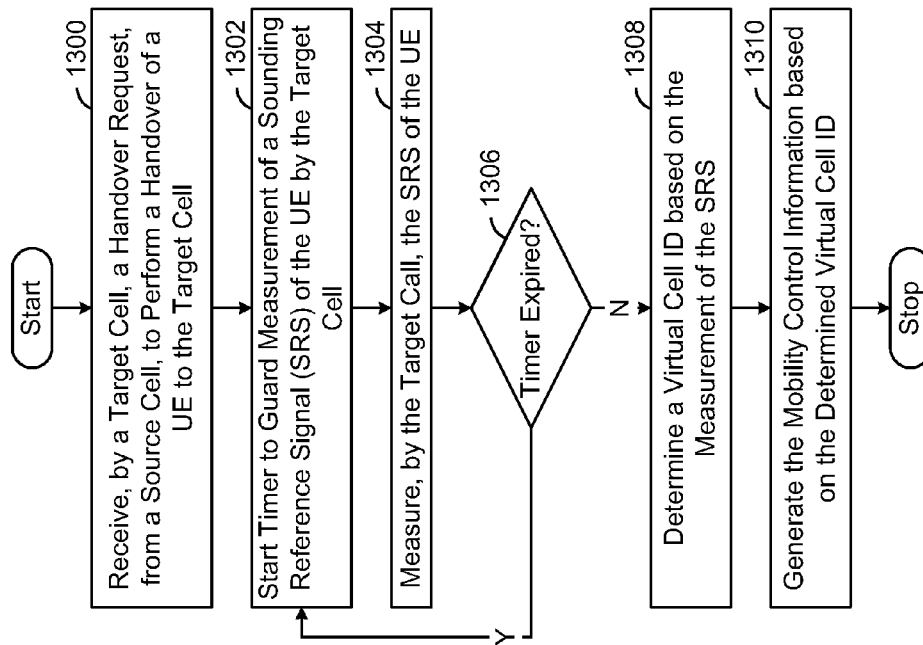 Start
1300
Receive, by a Target Cell, a Handover Request,
from a Source Cell, to Perform a Handover of a
UE to the Target Cell
1302
Start Timer to Guard Measurement of a Sounding
Reference Signal (SRS) of the UE by the Target
Cell
1304
Measure, by the Target Call, the SRS of the UE
1306
Timer Expired?
Y
N
1308
Determine a Virtual Cell ID based on the
Measurement of the SRS
1310
Generate the Mobility Control Information based
on the Determined Virtual Cell ID
Stop